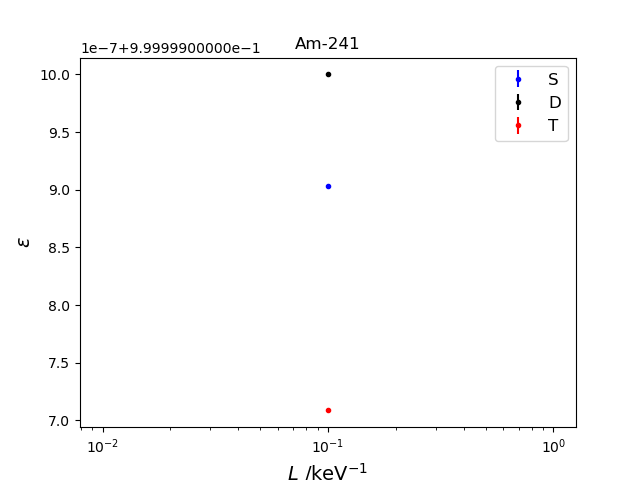 Am-241
1e-7+9.9999900000e-1
10.0
9.5
9.0
8.5
8.0
7.5
7.0
ε
S
D
T
10⁻² 10⁻¹ 10⁰
L /keV⁻¹